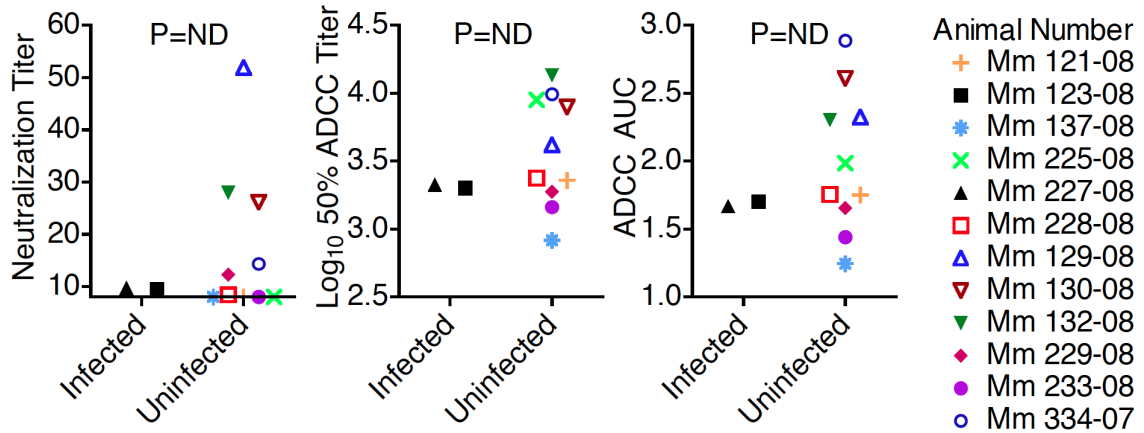 Neutralization Titer
60
50
40
30
20
10
P=ND
Infected
Uninfected
Log10 50% ADCC Titer
4.5
4.0
3.5
3.0
2.5
P=ND
Infected
Uninfected
ADCC AUC
3.0
2.5
2.0
1.5
1.0
P=ND
Infected
Uninfected
Animal Number
Mm 121-08
Mm 123-08
Mm 137-08
Mm 225-08
Mm 227-08
Mm 228-08
Mm 129-08
Mm 130-08
Mm 132-08
Mm 229-08
Mm 233-08
Mm 334-07